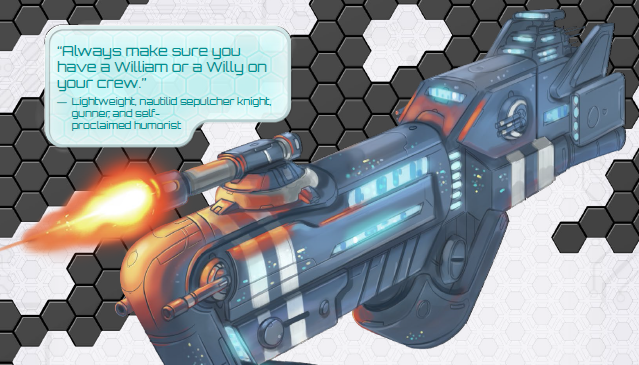 “Always make sure you
have a William or a Willy on
your crew.”
— Lightweight, nautilid sepulcher knight,
gunner, and self-
proclaimed humorist